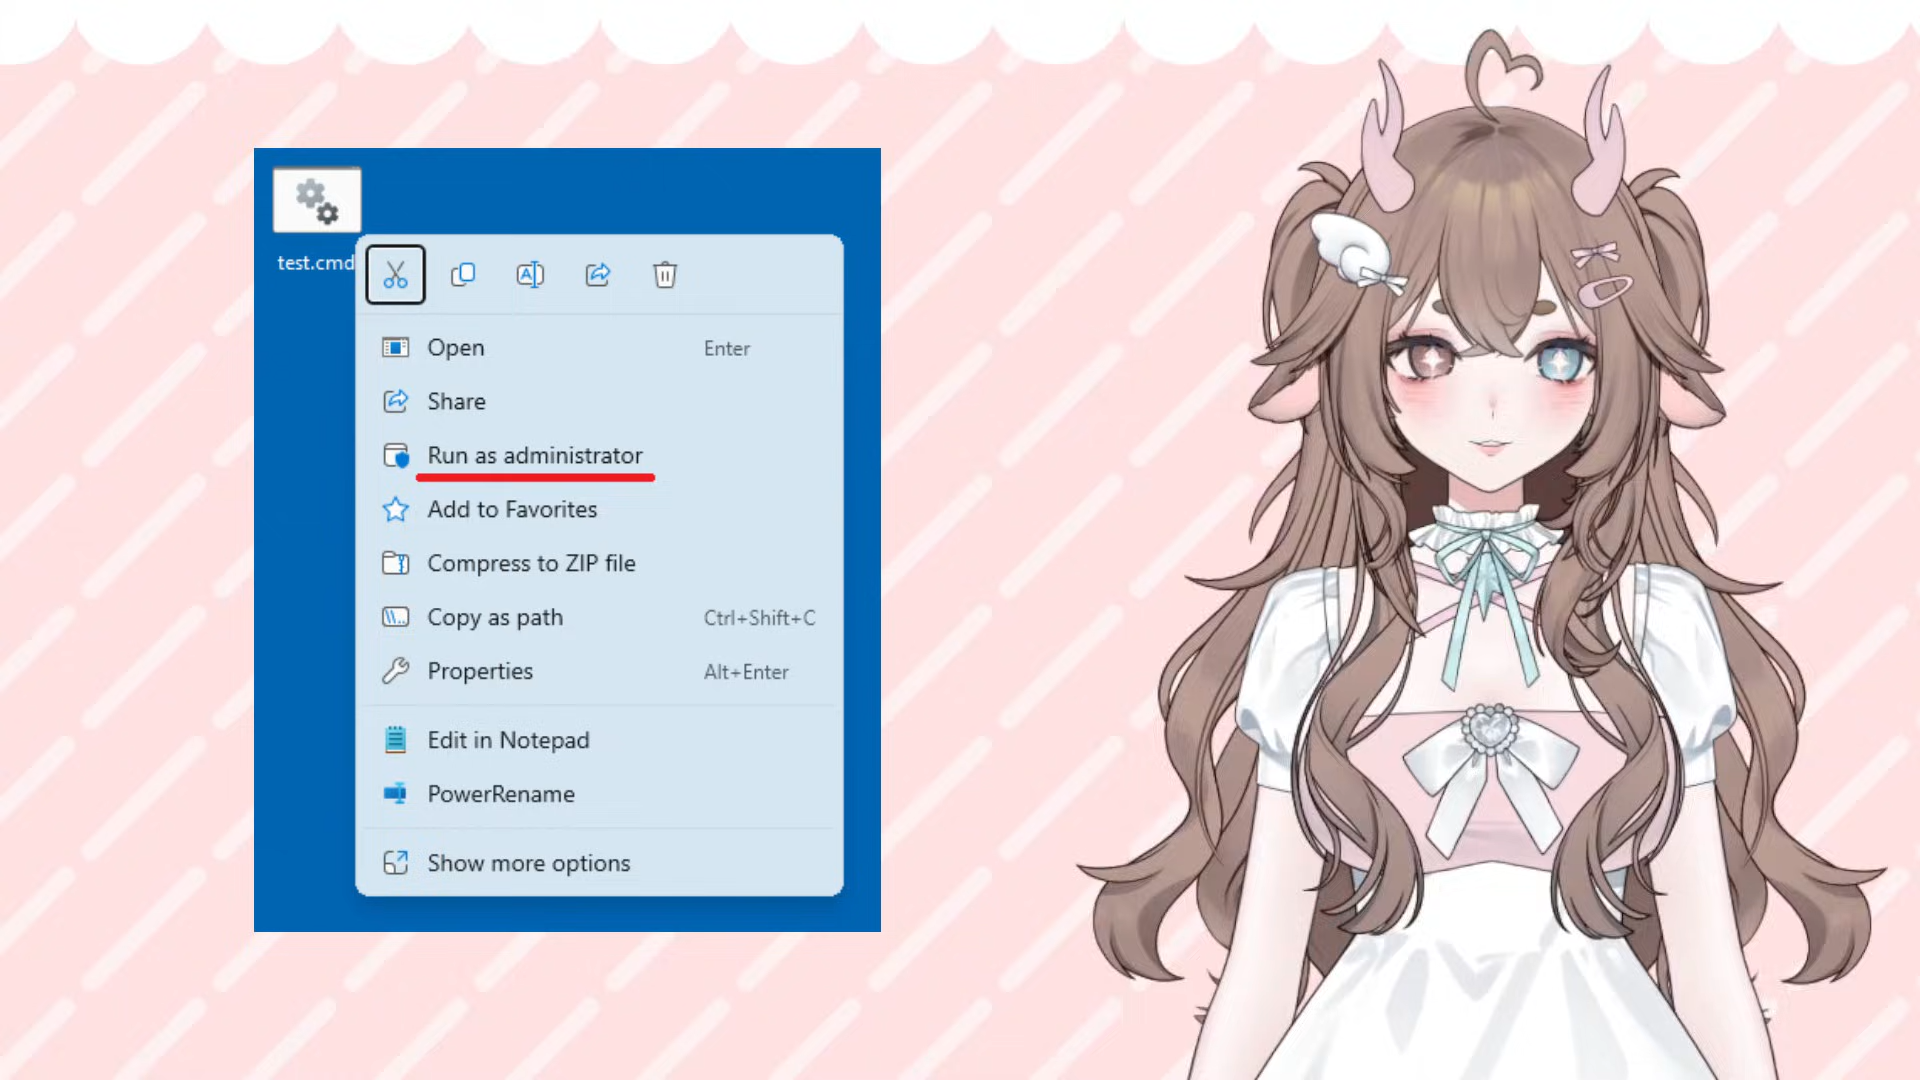 test.cmd
Open Enter
Share
Run as administrator
Add to Favorites
Compress to ZIP file
Copy as path Ctrl+Shift+C
Properties Alt+Enter
Edit in Notepad
PowerRename
Show more options